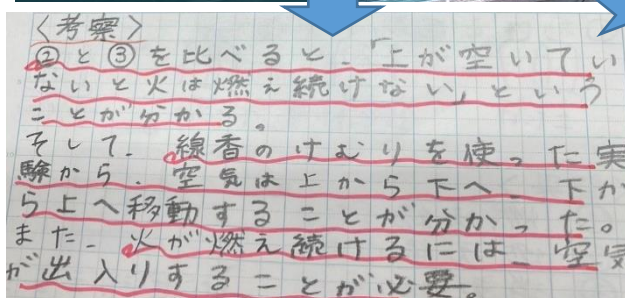 〈考察〉
②と③を比べると、「上が空いてい
ないと火は燃え続けない」という
ことが分かる。
そして、線香のけむりを使った実
験から、空気は上から下へ、下か
ら上へ移動することが分かった。
また、火が燃え続けるには、空気
が出入りすることが必要。